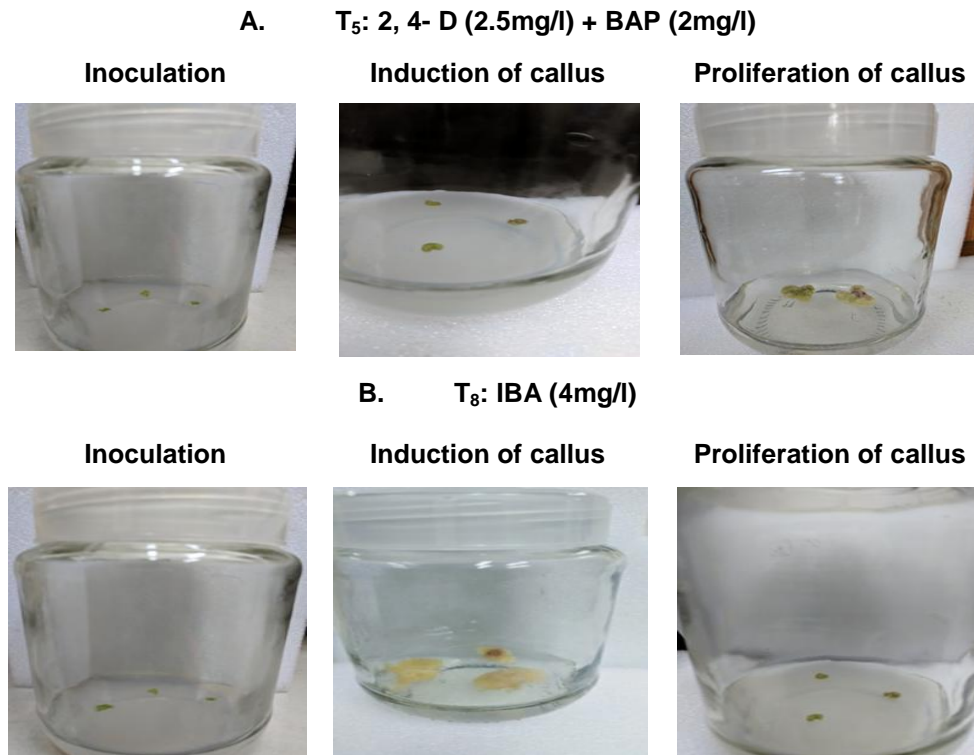 A. T₅: 2, 4- D (2.5mg/l) + BAP (2mg/l)
Inoculation Induction of callus Proliferation of callus
B. T₈: IBA (4mg/l)
Inoculation Induction of callus Proliferation of callus